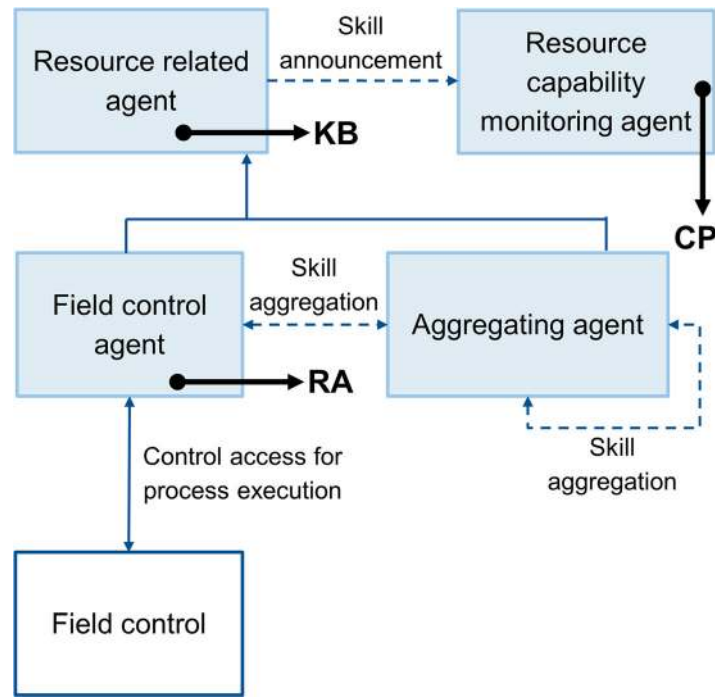 Resource related
agent
Skill
announcement
Resource
capability
monitoring agent
KB
CP
Field control
agent
Skill
aggregation
Aggregating agent
RA
Control access for
process execution
Skill
aggregation
Field control